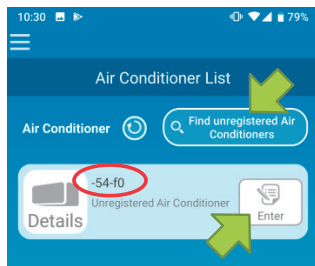 10:30 79%
Air Conditioner List
Air Conditioner
Find unregistered Air
Conditioners
-54-f0
Unregistered Air Conditioner
Details
Enter